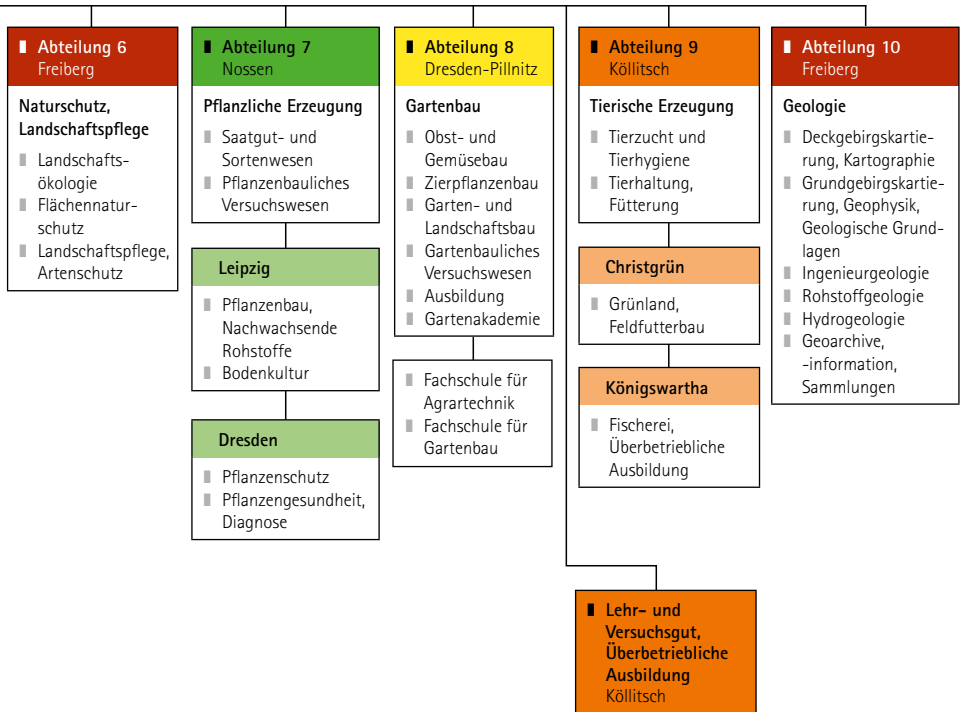 Abteilung 6
Freiberg
Naturschutz,
Landschaftspflege
Landschafts-
ökologie
Flächennatur-
schutz
Landschaftspflege,
Artenschutz
Abteilung 7
Nossen
Pflanzliche Erzeugung
Saatgut- und
Sortenwesen
Pflanzenbauliches
Versuchswesen
Leipzig
Pflanzenbau,
Nachwachsende
Rohstoffe
Bodenkultur
Dresden
Pflanzenschutz
Pflanzengesundheit,
Diagnose
Abteilung 8
Dresden-Pillnitz
Gartenbau
Obst- und
Gemüsebau
Zierpflanzenbau
Garten- und
Landschaftsbau
Gartenbauliches
Versuchswesen
Ausbildung
Gartenakademie
Fachschule für
Agrartechnik
Fachschule für
Gartenbau
Abteilung 9
Köllitsch
Tierische Erzeugung
Tierzucht und
Tierhygiene
Tierhaltung,
Fütterung
Christgrün
Grünland,
Feldfutterbau
Königswartha
Fischerei,
Überbetriebliche
Ausbildung
Abteilung 10
Freiberg
Geologie
Deckgebirgskartie-
rung, Kartographie
Grundgebirgskartie-
rung, Geophysik,
Geologische Grund-
lagen
Ingenieurgeologie
Rohstoffgeologie
Hydrogeologie
Geoarchive,
-information,
Sammlungen
Lehr- und
Versuchsgut,
Überbetriebliche
Ausbildung
Köllitsch